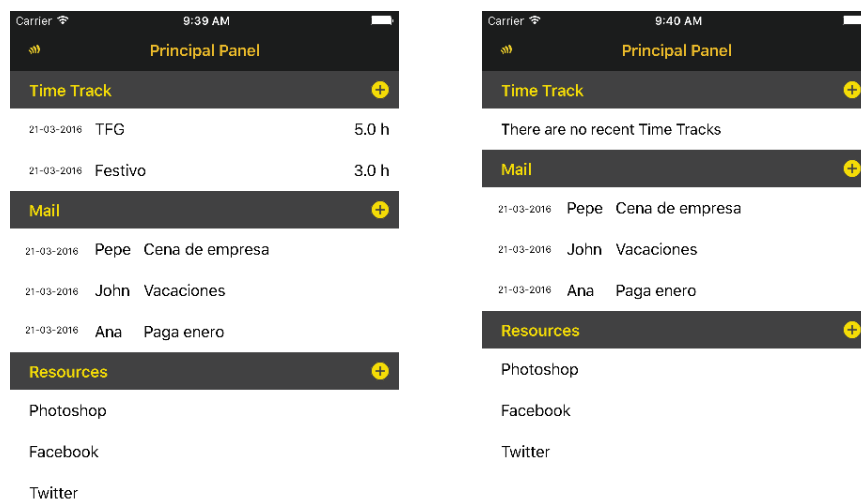 Carrier 9:39 AM
Principal Panel
Time Track
21-03-2016 TFG 5.0 h
21-03-2016 Festivo 3.0 h
Mail
21-03-2016 Pepe Cena de empresa
21-03-2016 John Vacaciones
21-03-2016 Ana Paga enero
Resources
Photoshop
Facebook
Twitter
Carrier 9:40 AM
Principal Panel
Time Track
There are no recent Time Tracks
Mail
21-03-2016 Pepe Cena de empresa
21-03-2016 John Vacaciones
21-03-2016 Ana Paga enero
Resources
Photoshop
Facebook
Twitter